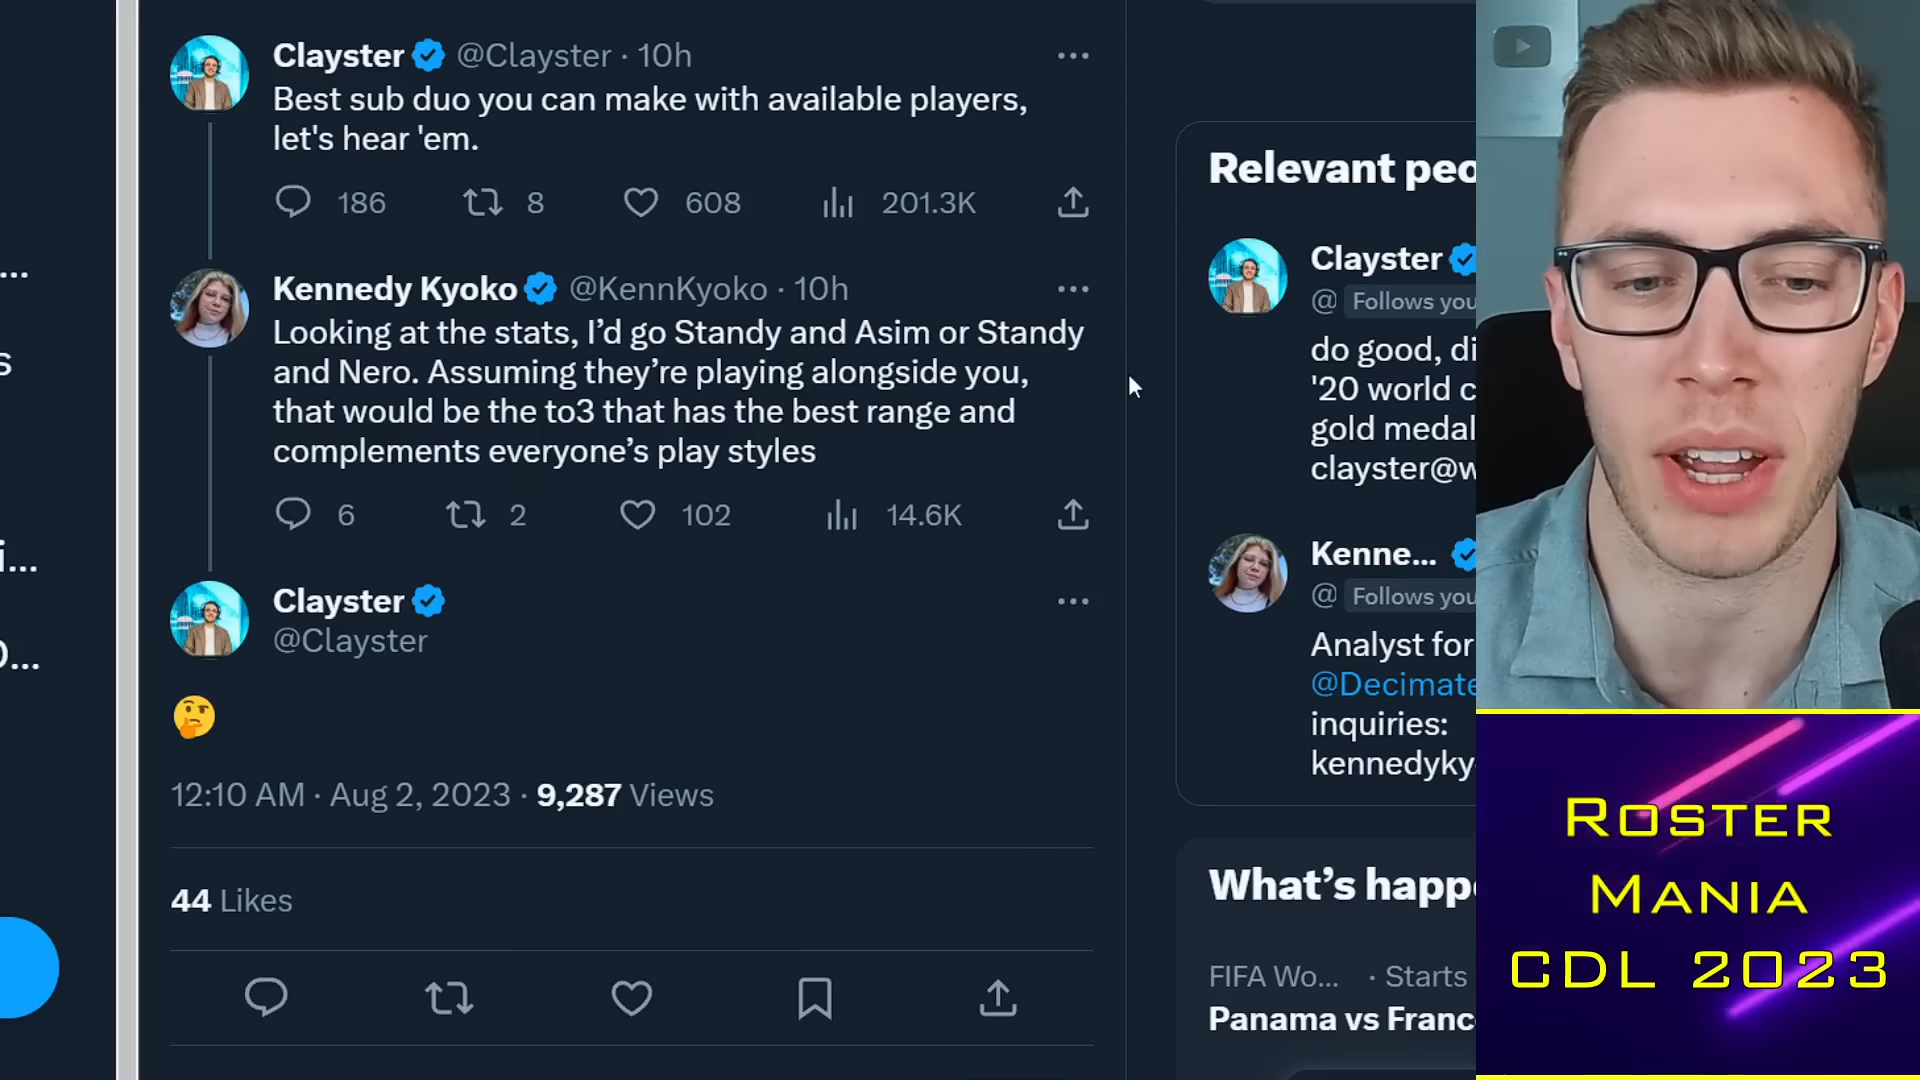 Clayster @Clayster · 10h
Best sub duo you can make with available players,
let's hear 'em.
186 8 608 201.3K
Kennedy Kyoko @KennKyoko · 10h
Looking at the stats, I’d go Standy and Asim or Standy
and Nero. Assuming they’re playing alongside you,
that would be the to3 that has the best range and
complements everyone’s play styles
6 2 102 14.6K
Clayster
@Clayster
🤔
12:10 AM · Aug 2, 2023 · 9,287 Views
44 Likes
Relevant peo
Clayster
@ Follows you
do good, di
'20 world c
gold medal
clayster@w
Kenne...
@ Follows you
Analyst for
@Decimate
inquiries:
kennedyky
What’s happe
FIFA Wo... · Starts
Panama vs Franc
Roster
Mania
CDL 2023